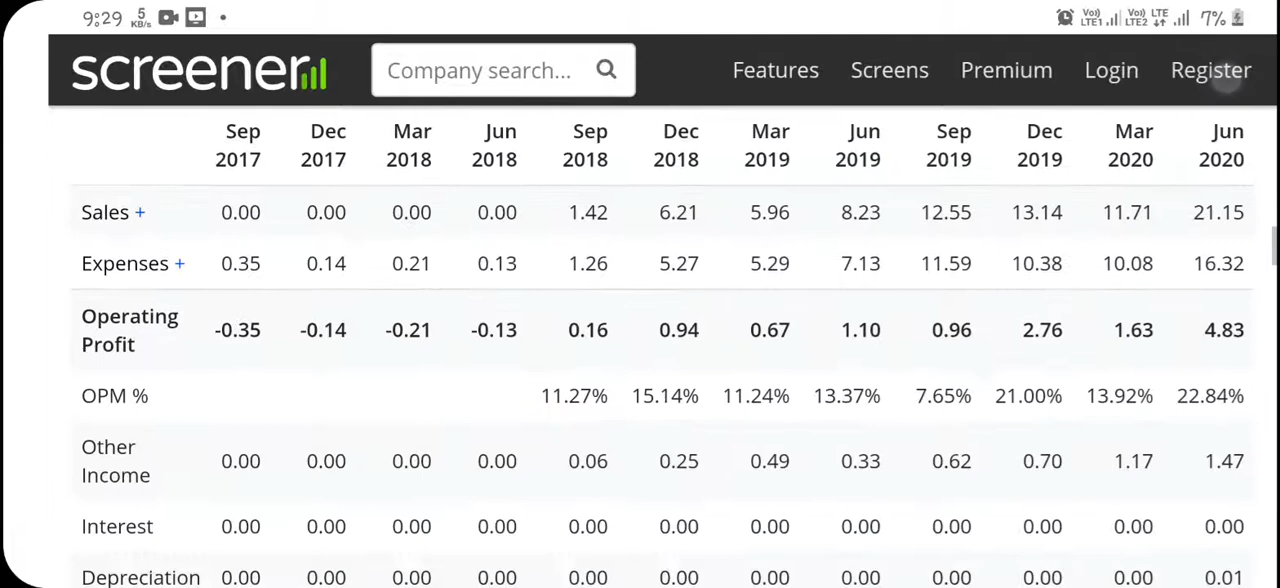 9:29 5 KB/s Vo) LTE1 Vo) LTE LTE2 7%
screener Company search... Features Screens Premium Login Register
Sep Dec Mar Jun Sep Dec Mar Jun Sep Dec Mar Jun
2017 2017 2018 2018 2018 2018 2019 2019 2019 2019 2020 2020
Sales + 0.00 0.00 0.00 0.00 1.42 6.21 5.96 8.23 12.55 13.14 11.71 21.15
Expenses + 0.35 0.14 0.21 0.13 1.26 5.27 5.29 7.13 11.59 10.38 10.08 16.32
Operating
Profit -0.35 -0.14 -0.21 -0.13 0.16 0.94 0.67 1.10 0.96 2.76 1.63 4.83
OPM % 11.27% 15.14% 11.24% 13.37% 7.65% 21.00% 13.92% 22.84%
Other
Income 0.00 0.00 0.00 0.00 0.06 0.25 0.49 0.33 0.62 0.70 1.17 1.47
Interest 0.00 0.00 0.00 0.00 0.00 0.00 0.00 0.00 0.00 0.00 0.00 0.00
Depreciation 0.00 0.00 0.00 0.00 0.00 0.00 0.00 0.00 0.00 0.00 0.00 0.01